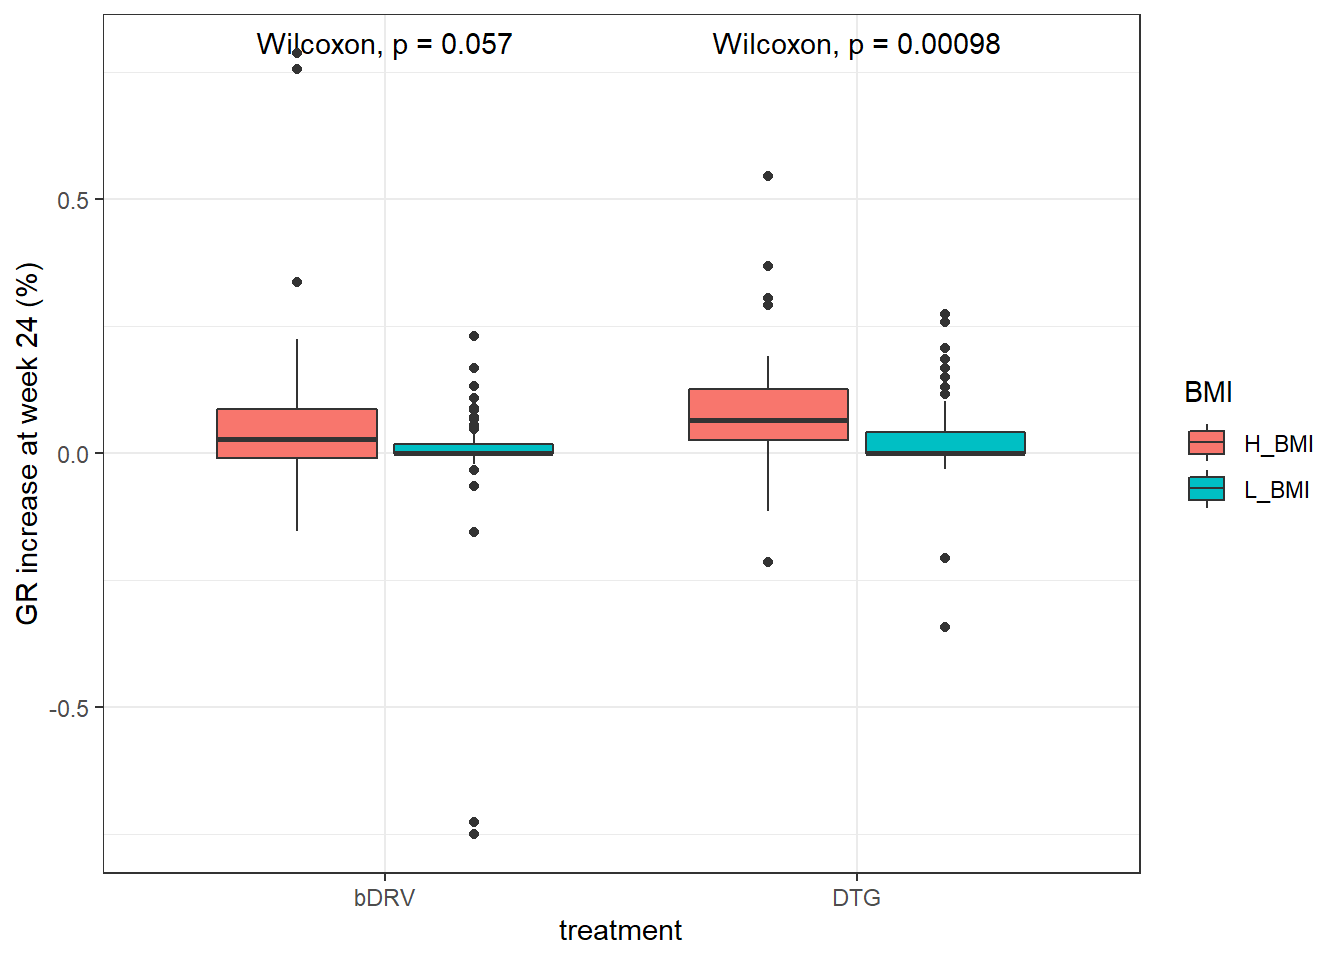 Wilcoxon, p = 0.057
Wilcoxon, p = 0.00098
0.5
0.0
-0.5
GR increase at week 24 (%)
bDRV
DTG
treatment
BMI
H_BMI
L_BMI